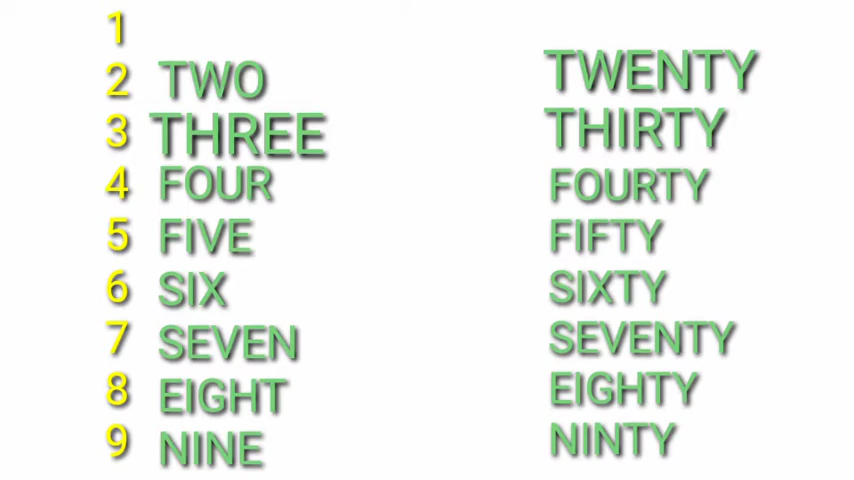 1
2 TWO TWENTY
3 THREE THIRTY
4 FOUR FOURTY
5 FIVE FIFTY
6 SIX SIXTY
7 SEVEN SEVENTY
8 EIGHT EIGHTY
9 NINE NINTY